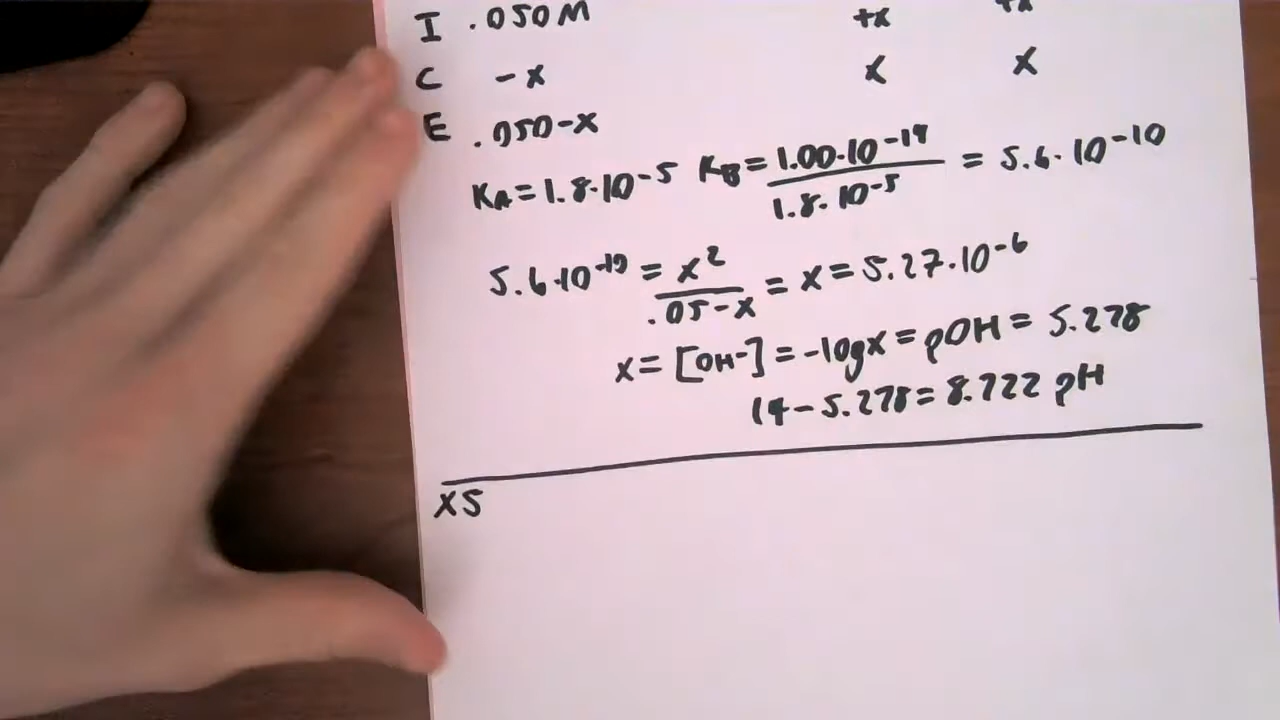 I .050M +x +x
C -x x x
E .050-x
KA=1.8·10-5 KB=1.00·10-14/1.8·10-5 = 5.6·10-10
5.6·10-10 = x2/.05-x = x=5.27·10-6
x=[OH-]=-logx=pOH=5.278
14-5.278=8.722 pH
XS